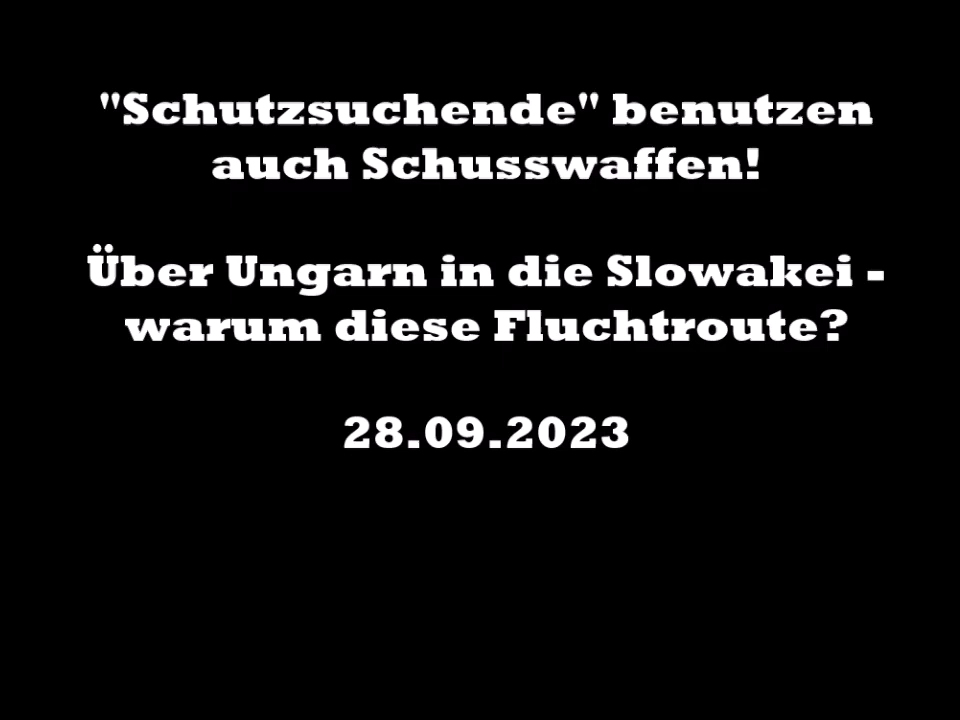 "Schutzsuchende" benutzen
auch Schusswaffen!
Über Ungarn in die Slowakei -
warum diese Fluchtroute?
28.09.2023